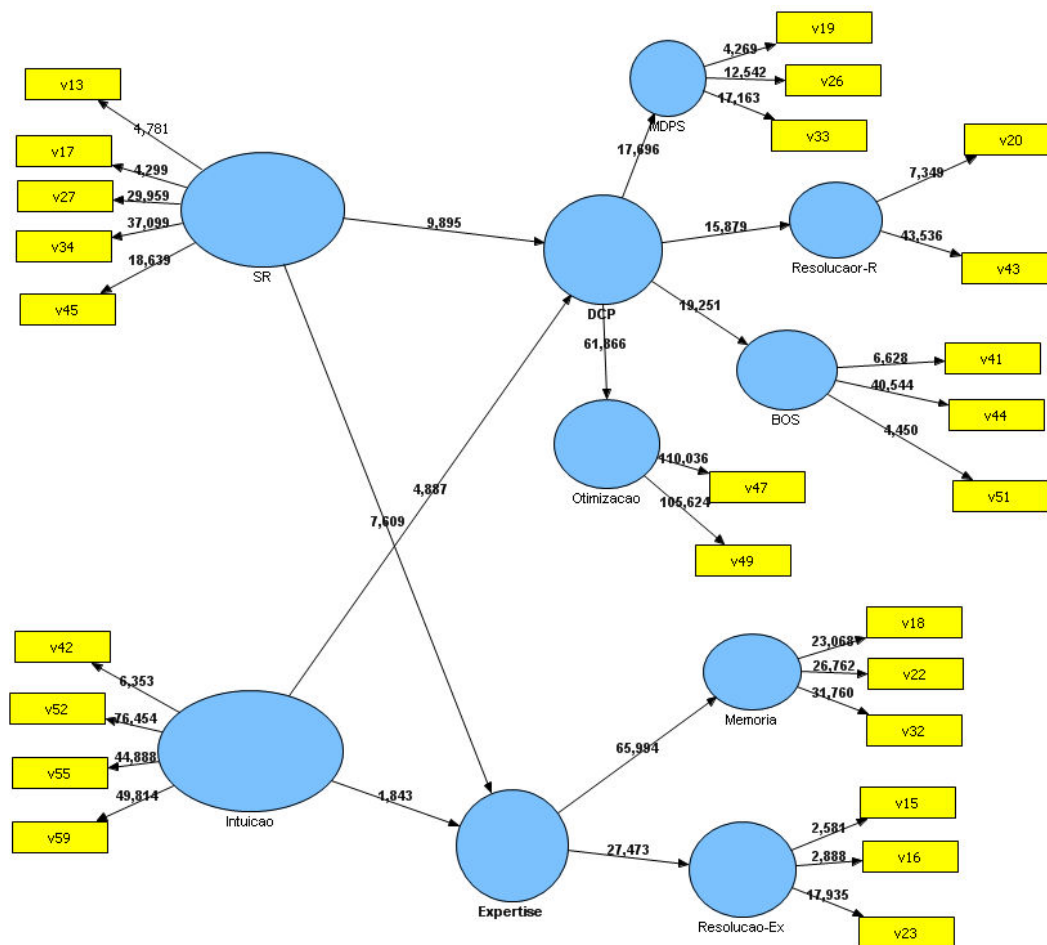 v19
4,269
v26
12,542
v33
17,163
MDPS
17,696
v13
4,781
v17
4,299
v27
29,959
v34
37,099
v45
18,639
SR
9,895
v20
7,349
15,879
43,536
v43
Resolucaor-R
DCP
19,251
61,866
6,628
v41
40,544
v44
BOS
4,450
v51
Otimizacao
110,036
v47
105,624
v49
4,887
7,609
v42
6,353
v52
76,454
v55
44,888
v59
49,814
Intuicao
1,843
v18
23,068
v22
26,762
v32
31,760
Memoria
65,994
Expertise
27,473
v15
2,581
v16
2,888
v23
17,935
Resolucao-Ex